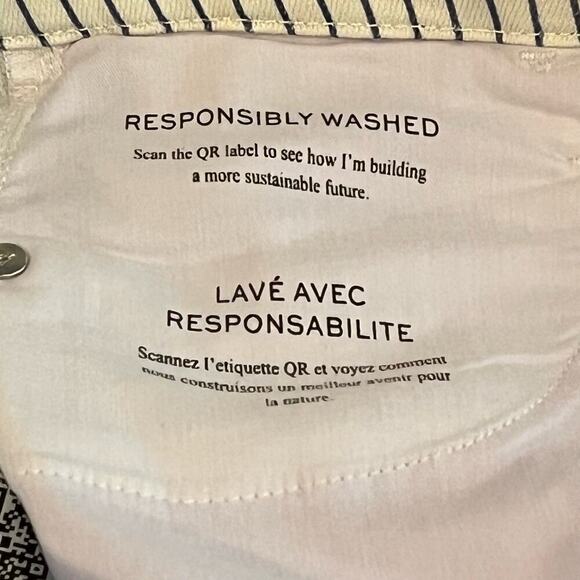 RESPONSIBLY WASHED
Scan the QR label to see how I'm building
a more sustainable future.
LAVÉ AVEC
RESPONSABILITE
Scannez l'etiquette QR et voyez comment
nous construisons un meilleur avenir pour
la nature.